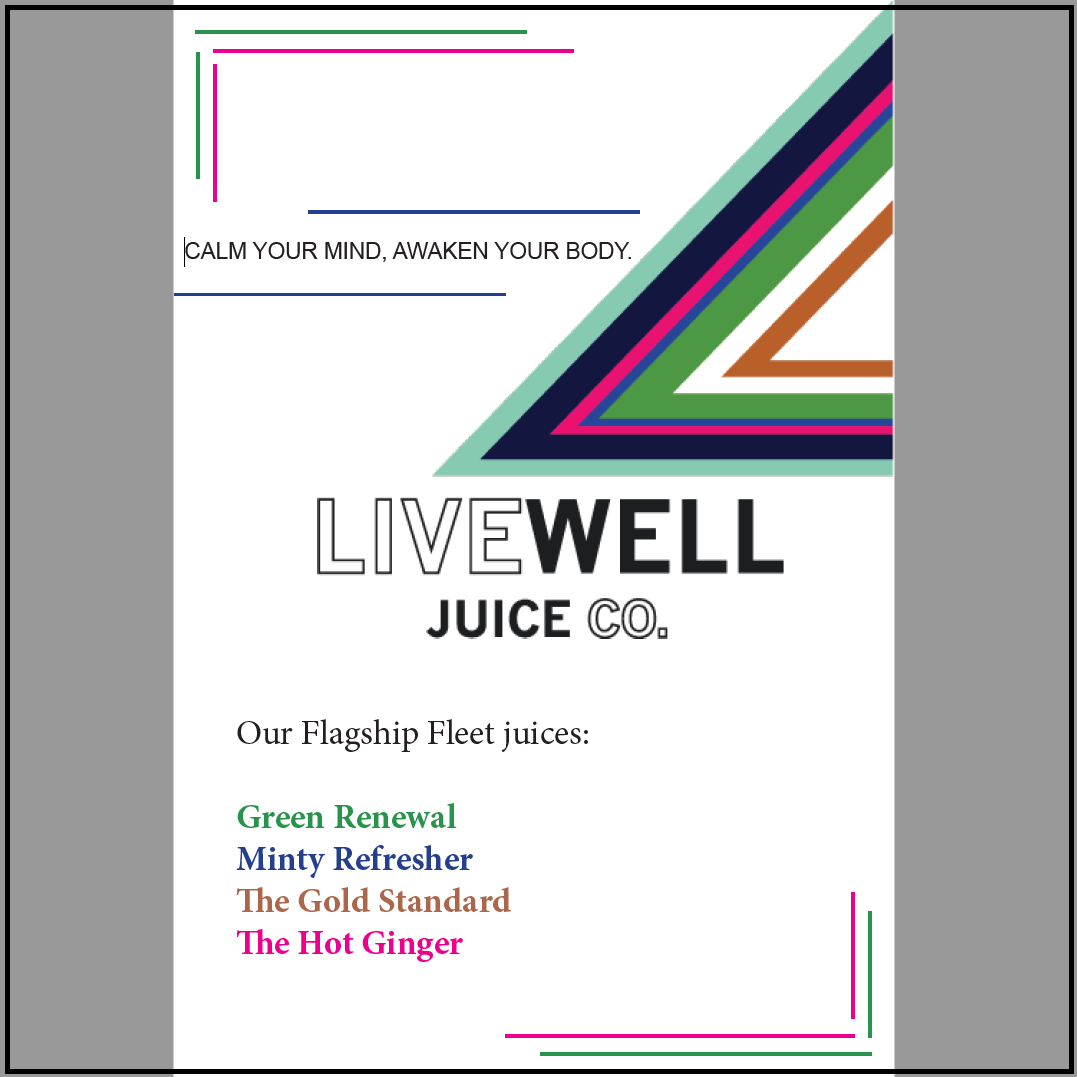 CALM YOUR MIND, AWAKEN YOUR BODY.
LIVEWELL
JUICE CO.
Our Flagship Fleet juices:
Green Renewal
Minty Refresher
The Gold Standard
The Hot Ginger